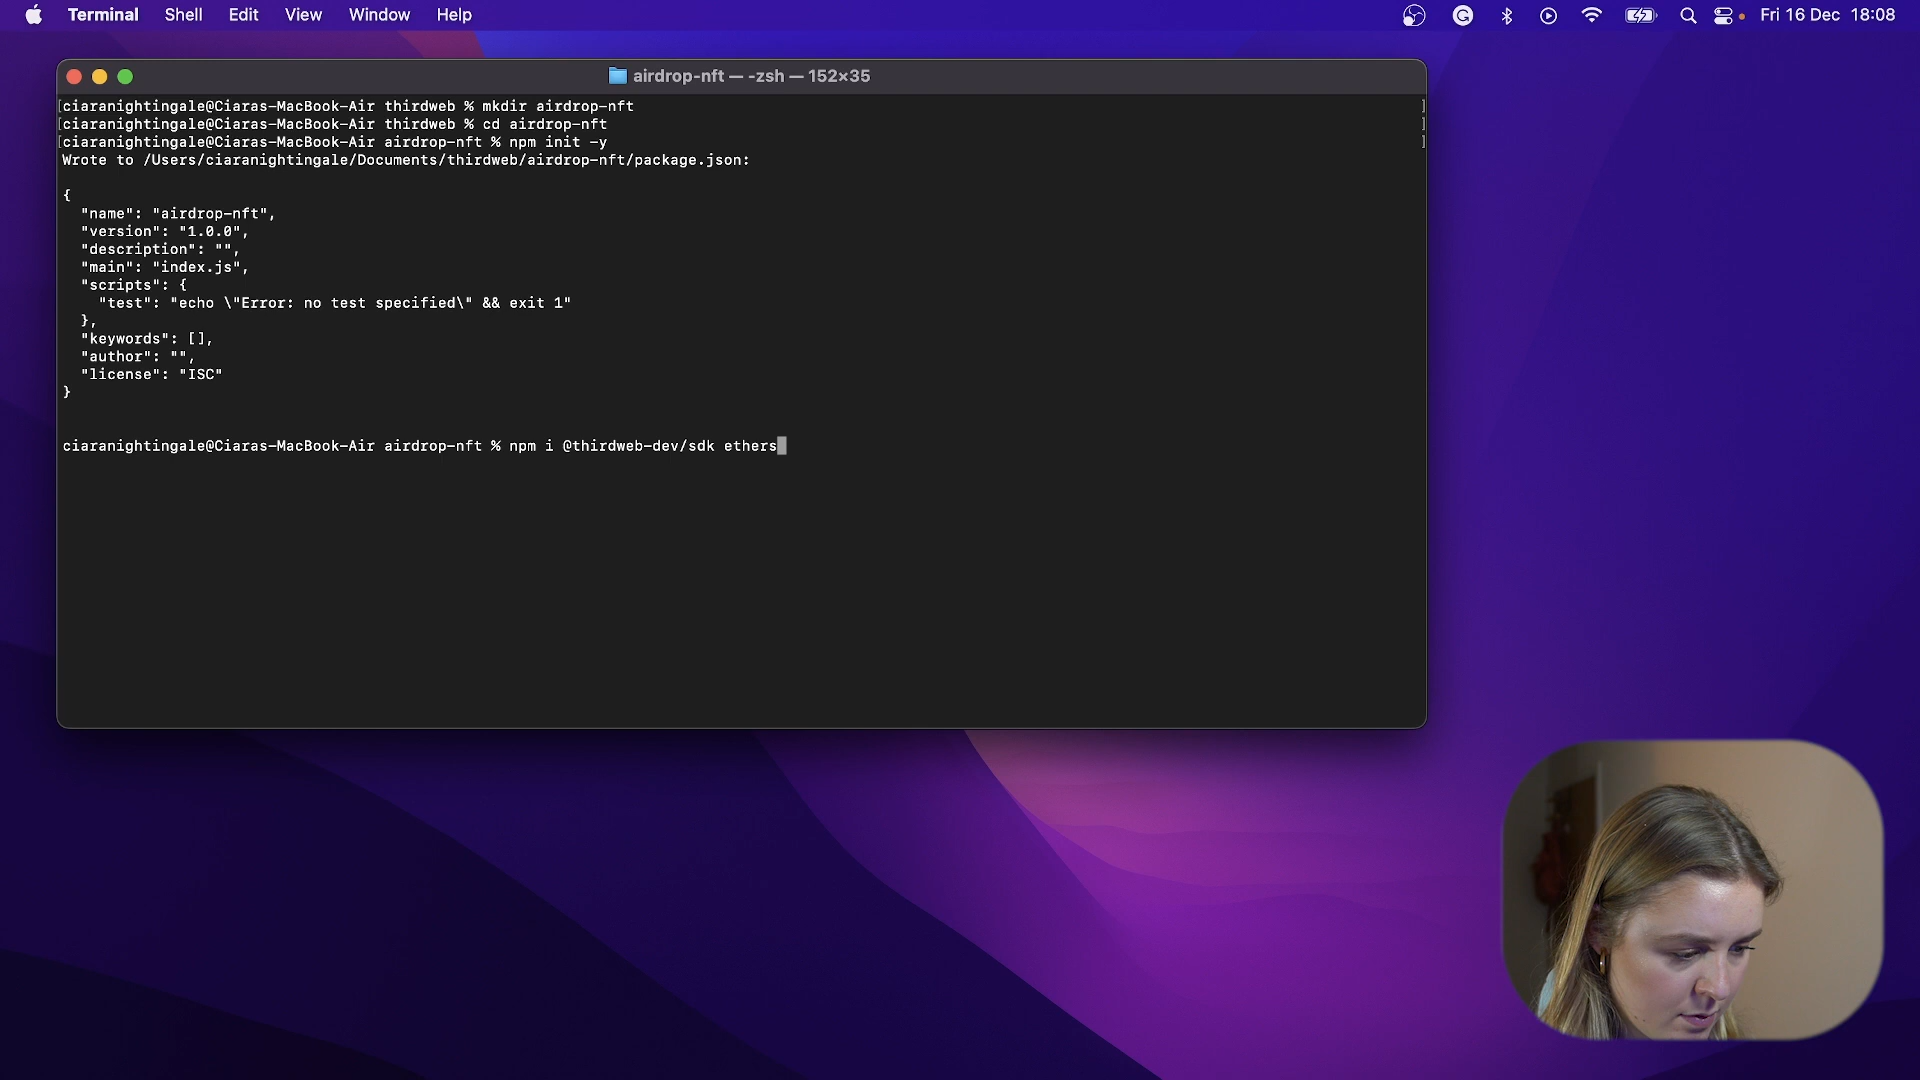 Terminal Shell Edit View Window Help Fri 16 Dec 18:08
airdrop-nft — -zsh — 152×35
[ciaranightingale@Ciaras-MacBook-Air thirdweb % mkdir airdrop-nft ]
[ciaranightingale@Ciaras-MacBook-Air thirdweb % cd airdrop-nft ]
[ciaranightingale@Ciaras-MacBook-Air airdrop-nft % npm init -y ]
Wrote to /Users/ciaranightingale/Documents/thirdweb/airdrop-nft/package.json:
{
  "name": "airdrop-nft",
  "version": "1.0.0",
  "description": "",
  "main": "index.js",
  "scripts": {
    "test": "echo \"Error: no test specified\" && exit 1"
  },
  "keywords": [],
  "author": "",
  "license": "ISC"
}
ciaranightingale@Ciaras-MacBook-Air airdrop-nft % npm i @thirdweb-dev/sdk ethers